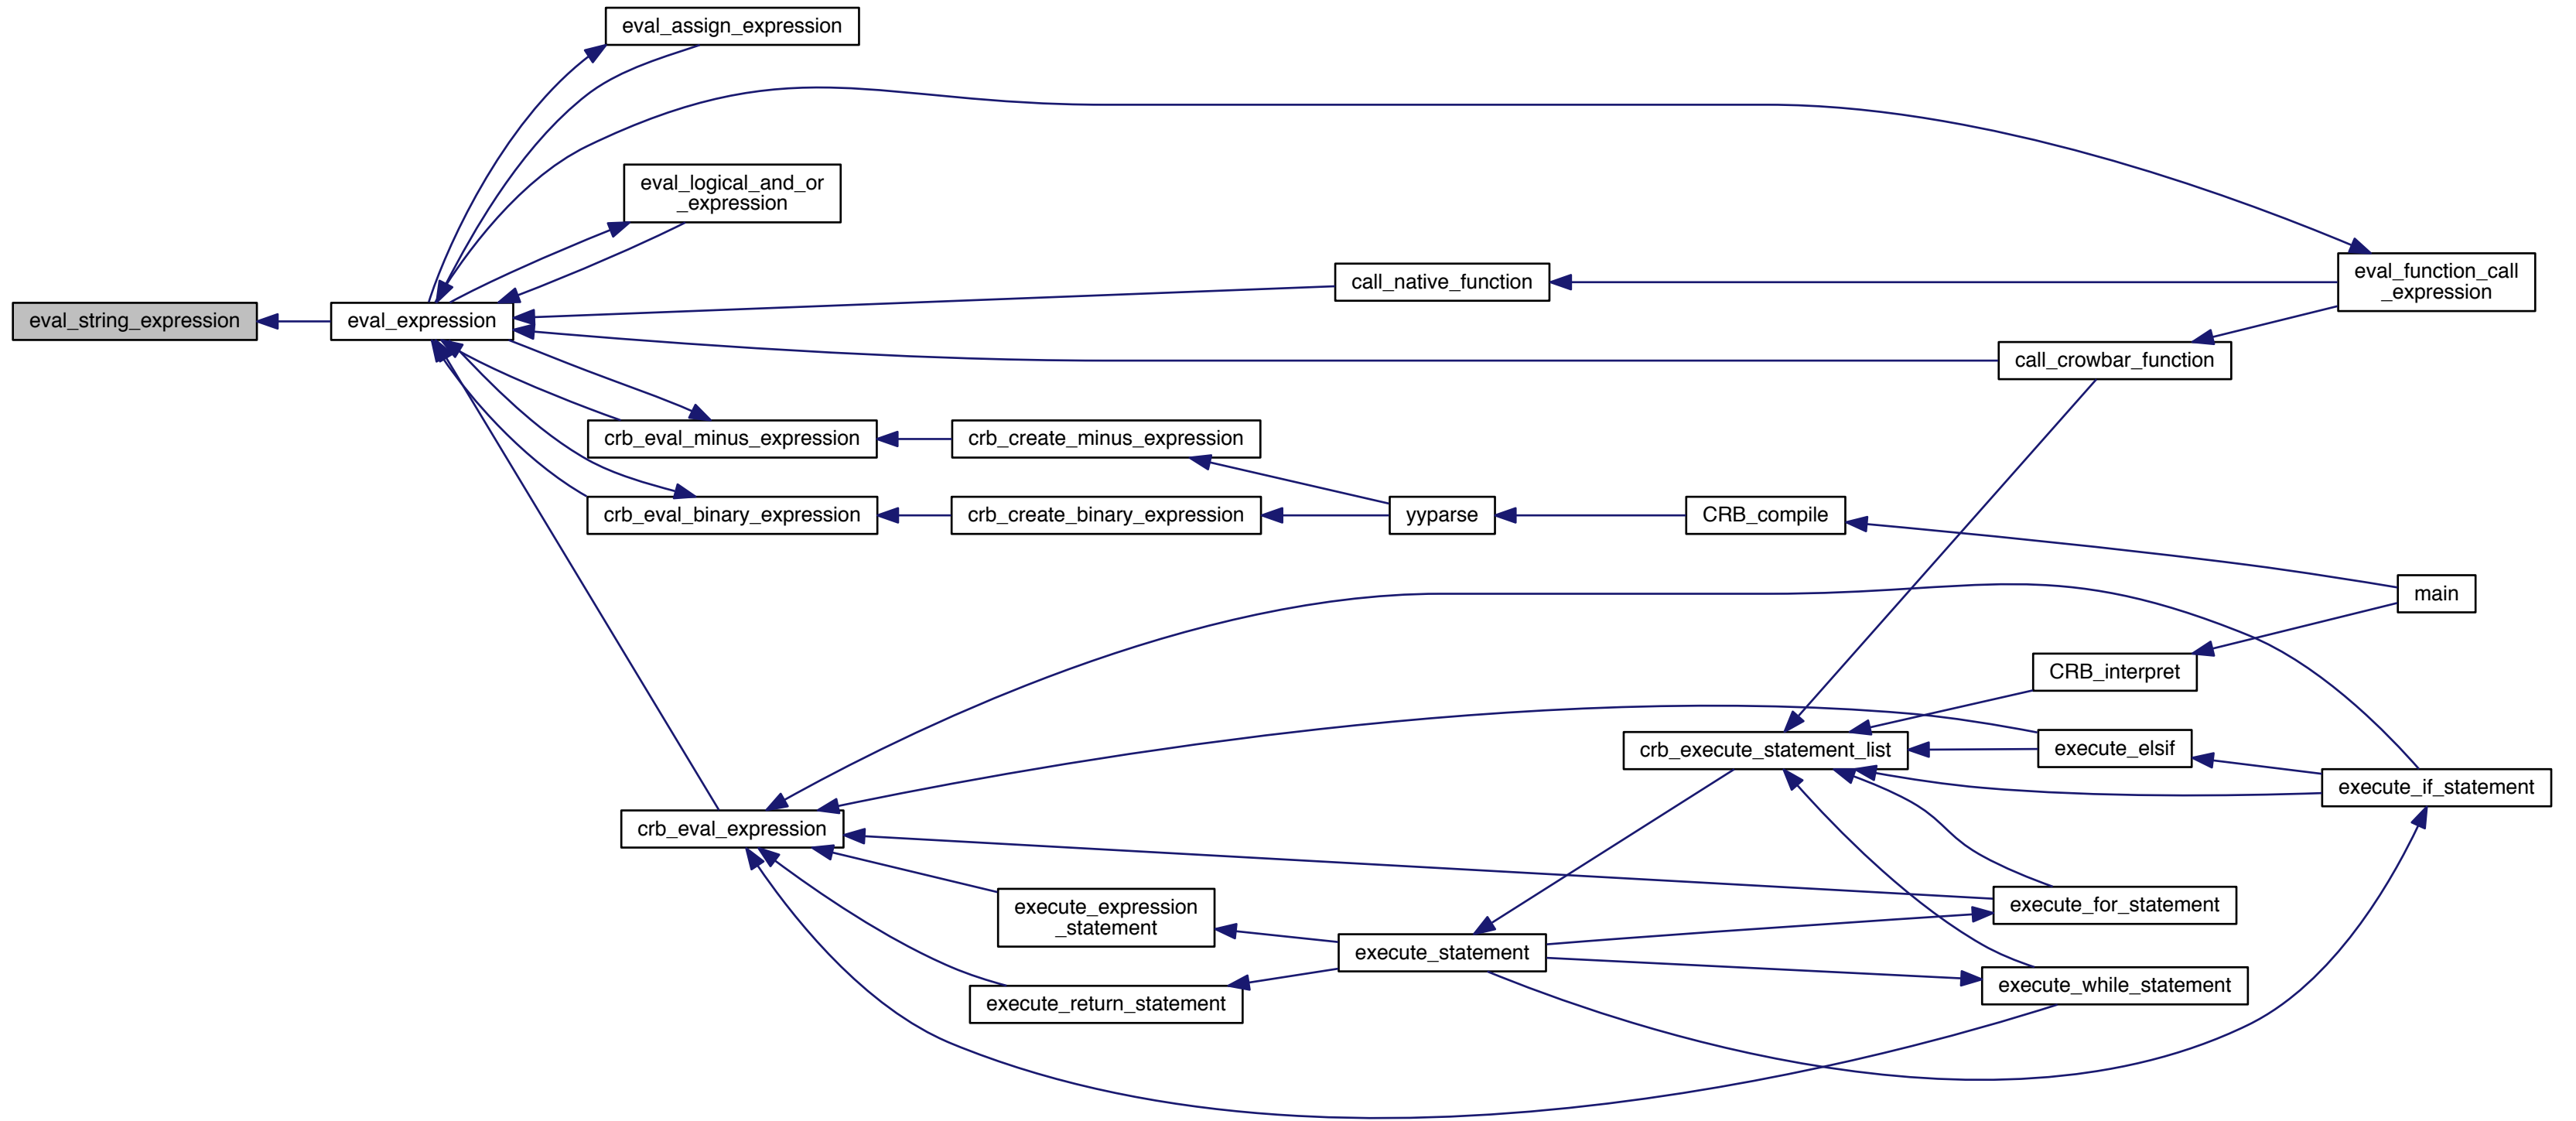 eval_assign_expression
eval_logical_and_or
_expression
eval_function_call
_expression
call_native_function
eval_string_expression
eval_expression
call_crowbar_function
crb_eval_minus_expression
crb_create_minus_expression
crb_eval_binary_expression
crb_create_binary_expression
yyparse
CRB_compile
main
CRB_interpret
crb_execute_statement_list
execute_elsif
execute_if_statement
crb_eval_expression
execute_expression
_statement
execute_for_statement
execute_statement
execute_while_statement
execute_return_statement